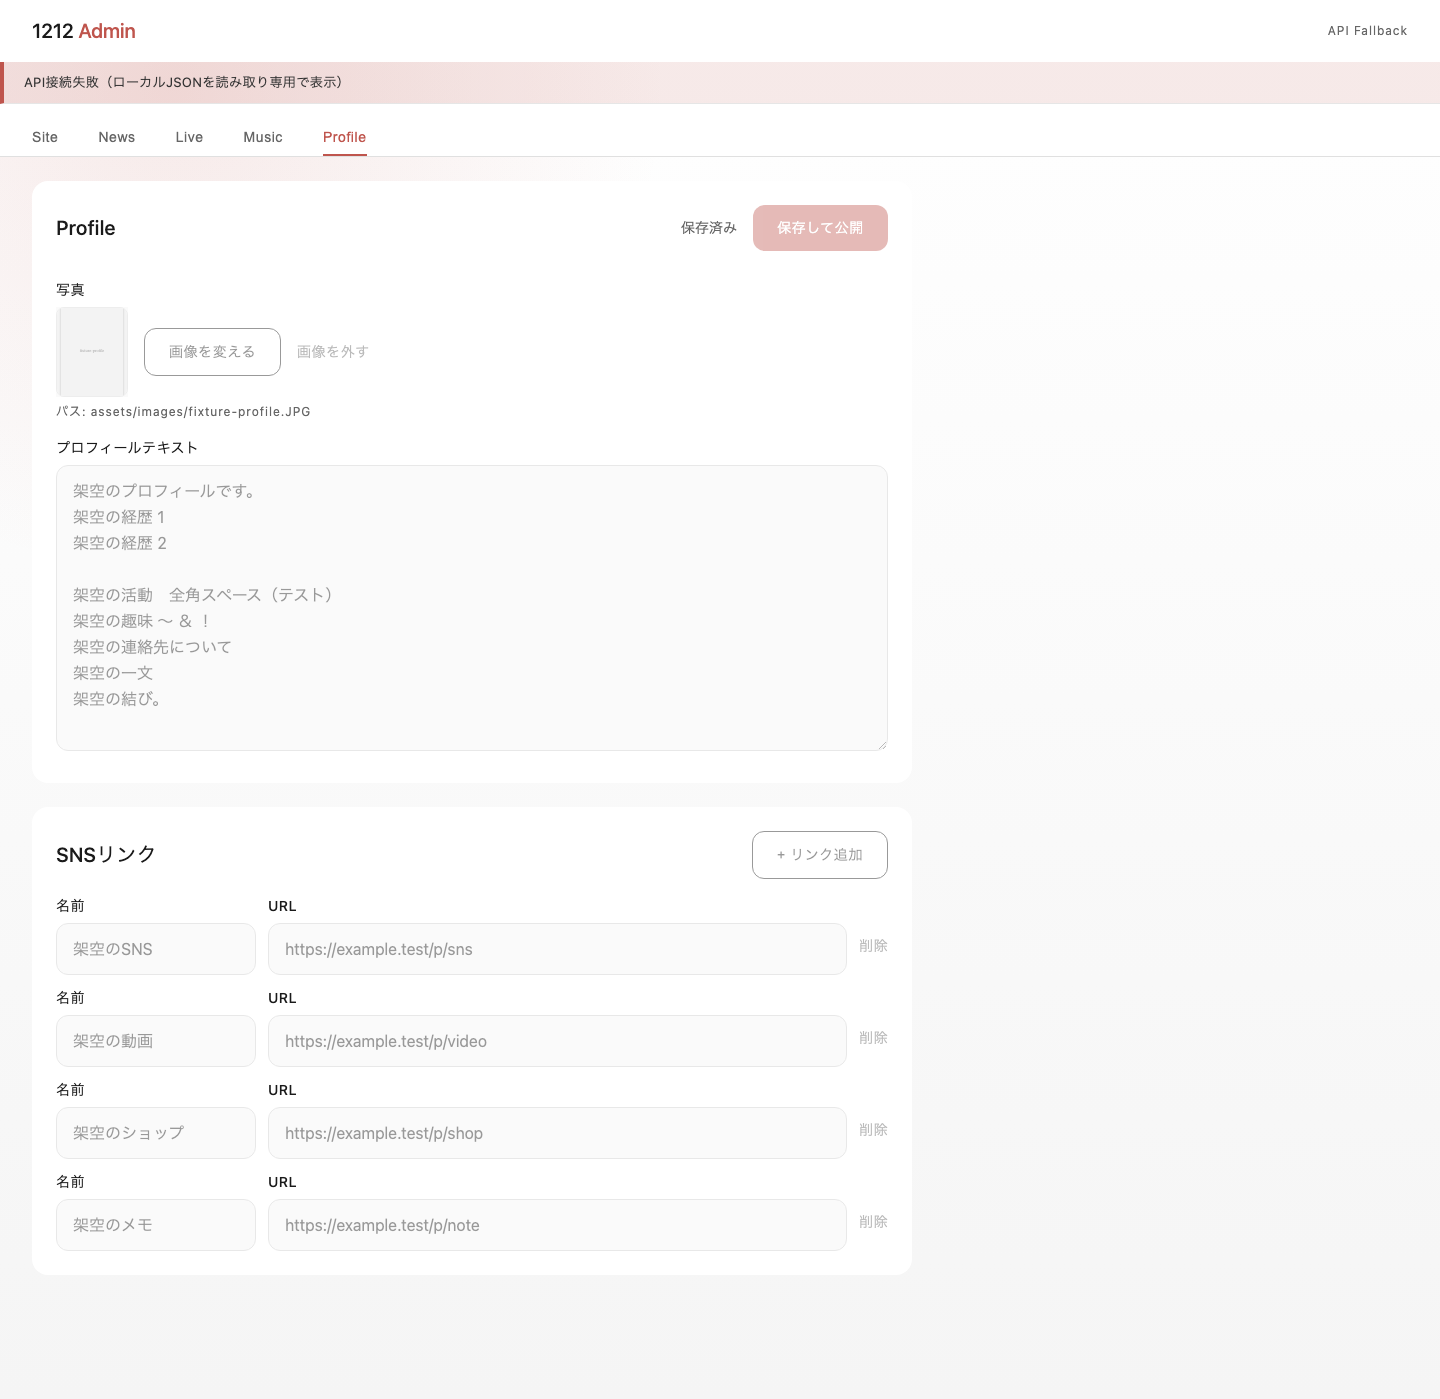 1212 Admin
API Fallback
API接続失敗（ローカルJSONを読み取り専用で表示）
Site
News
Live
Music
Profile
Profile
保存済み
保存して公開
写真
画像を変える
画像を外す
パス: assets/images/fixture-profile.JPG
プロフィールテキスト
架空のプロフィールです。
架空の経歴 1
架空の経歴 2
架空の活動　全角スペース（テスト）
架空の趣味 〜 & ！
架空の連絡先について
架空の一文
架空の結び。
SNSリンク
+ リンク追加
名前
URL
架空のSNS
https://example.test/p/sns
削除
名前
URL
架空の動画
https://example.test/p/video
削除
名前
URL
架空のショップ
https://example.test/p/shop
削除
名前
URL
架空のメモ
https://example.test/p/note
削除